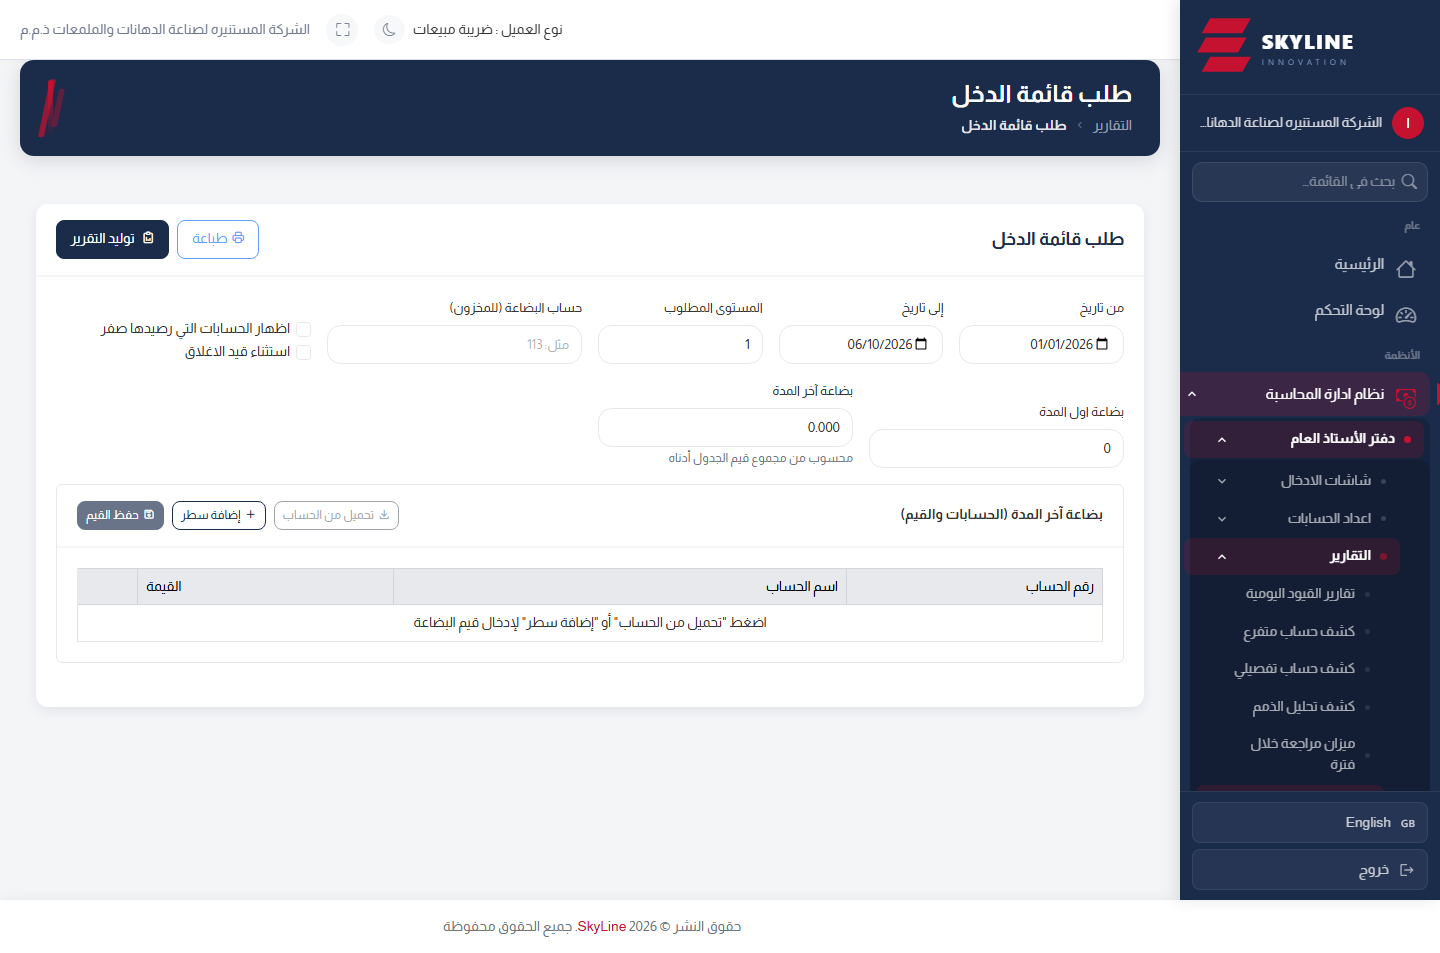 SKYLINE
INNOVATION
ا
الشركة المستنيره لصناعة الدهانا...
بحث في القائمة...
عام
الرئيسية
لوحة التحكم
الأنظمة
نظام ادارة المحاسبة
دفتر الأستاذ العام
شاشات الادخال
اعداد الحسابات
التقارير
تقارير القيود اليومية
كشف حساب متفرع
كشف حساب تفصيلي
كشف تحليل الذمم
ميزان مراجعة خلال
فترة
GB English
خروج
نوع العميل : ضريبة مبيعات
الشركة المستنيره لصناعة الدهانات والملمعات ذ.م.م
طلب قائمة الدخل
التقارير › طلب قائمة الدخل
طلب قائمة الدخل
طباعة
توليد التقرير
من تاريخ
01/01/2026
إلى تاريخ
06/10/2026
المستوى المطلوب
1
حساب البضاعة (للمخزون)
مثل: 113
اظهار الحسابات التي رصيدها صفر
استثناء قيد الاغلاق
بضاعة اول المدة
0
بضاعة آخر المدة
0.000
محسوب من مجموع قيم الجدول أدناه
بضاعة آخر المدة (الحسابات والقيم)
تحميل من الحساب
+ إضافة سطر
حفظ القيم
رقم الحساب اسم الحساب القيمة
اضغط "تحميل من الحساب" أو "إضافة سطر" لإدخال قيم البضاعة
حقوق النشر © 2026 SkyLine. جميع الحقوق محفوظة